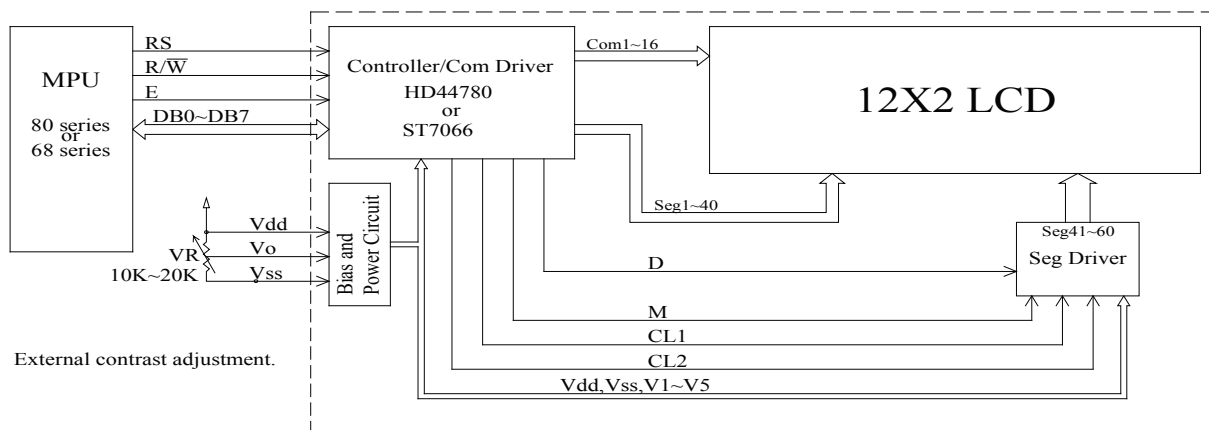 MPU
80 series
or
68 series
RS
R/W̅
E
DB0~DB7
Controller/Com Driver
HD44780
or
ST7066
Com1~16
12X2 LCD
Seg1~40
Seg41~60
Seg Driver
Vdd
Vo
Vss
VR
10K~20K
Bias and
Power Circuit
D
M
CL1
CL2
Vdd,Vss,V1~V5
External contrast adjustment.